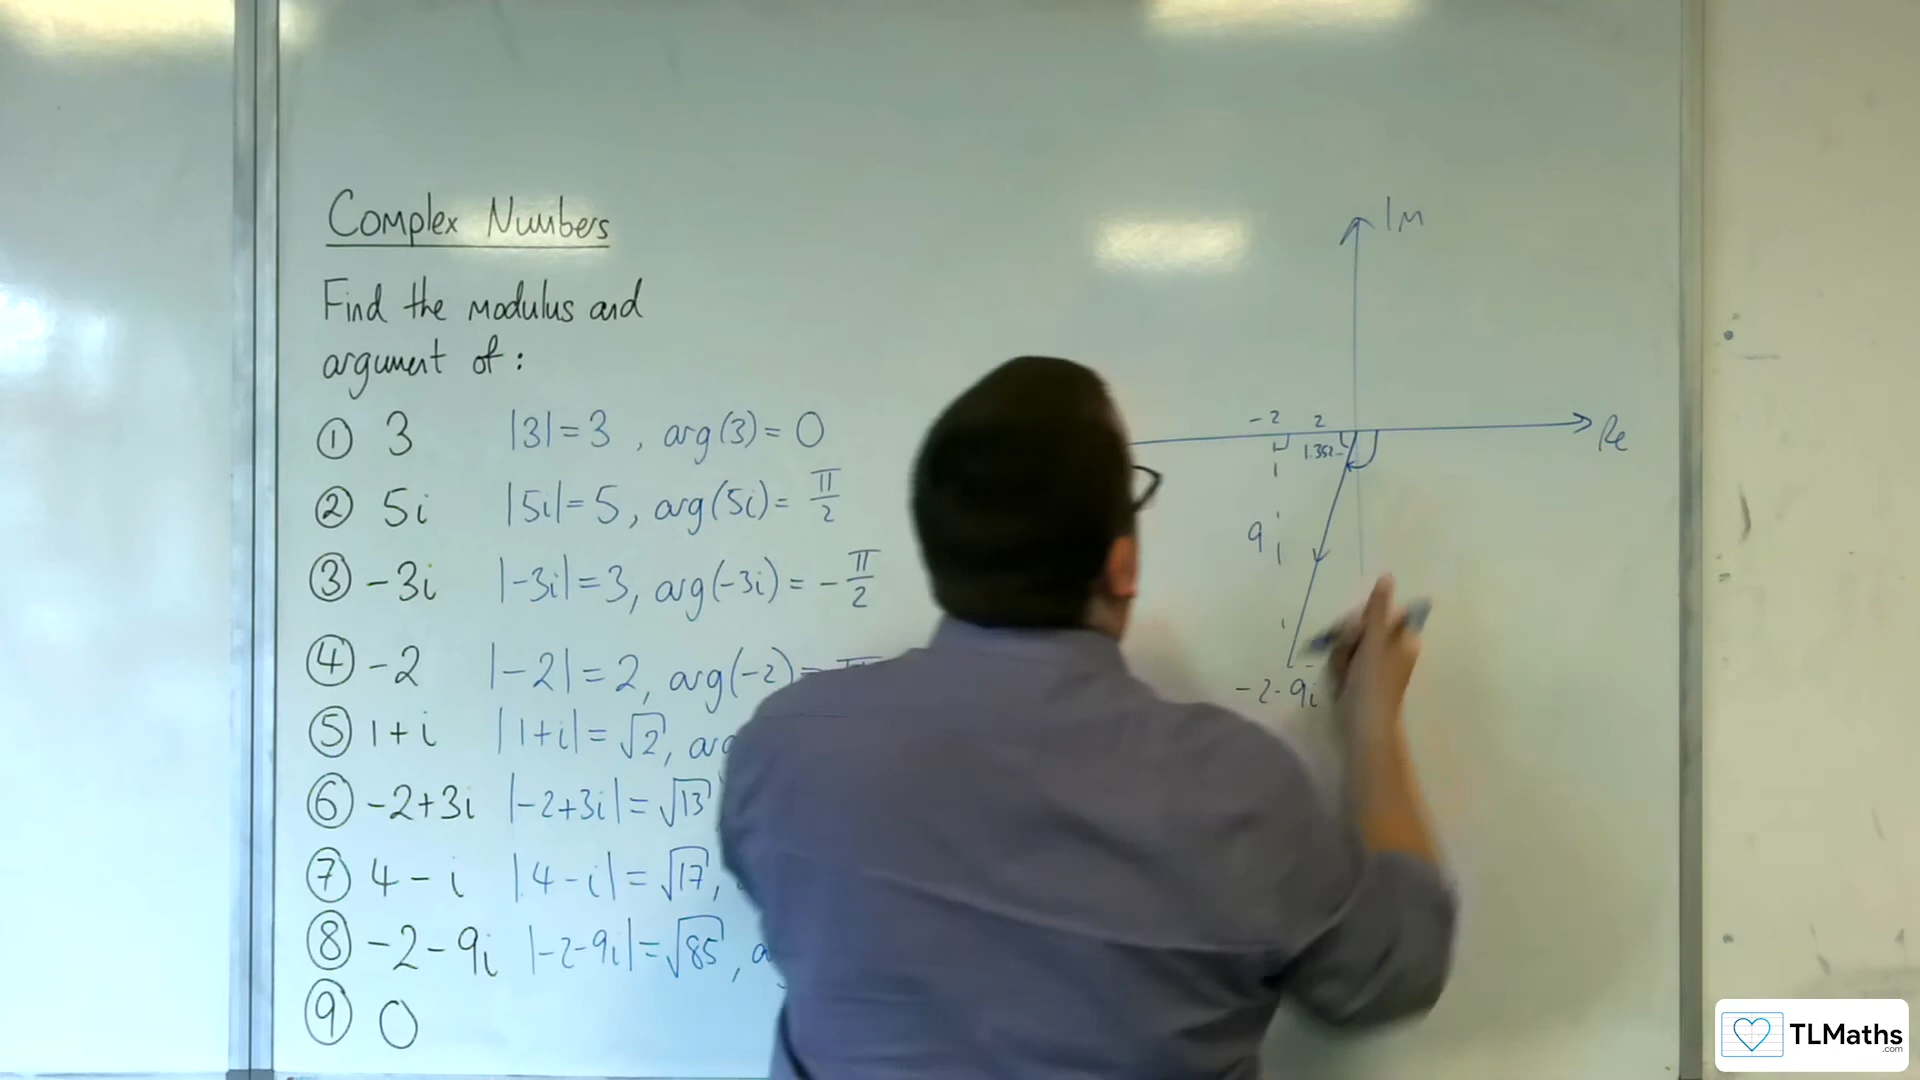 Complex Numbers
Find the modulus and
argument of:
① 3 |3| = 3 , arg(3) = 0
② 5i |5i| = 5, arg(5i) = π/2
③ -3i |-3i| = 3, arg(-3i) = -π/2
④ -2 |-2| = 2, arg(-2) =
⑤ 1+i |1+i| = √2,
⑥ -2+3i |-2+3i| = √13
⑦ 4-i |4-i| = √17,
⑧ -2-9i |-2-9i| = √85,
⑨ 0
Im
-2 2
Re
1.352
9
-2-9i
TLMaths
.com